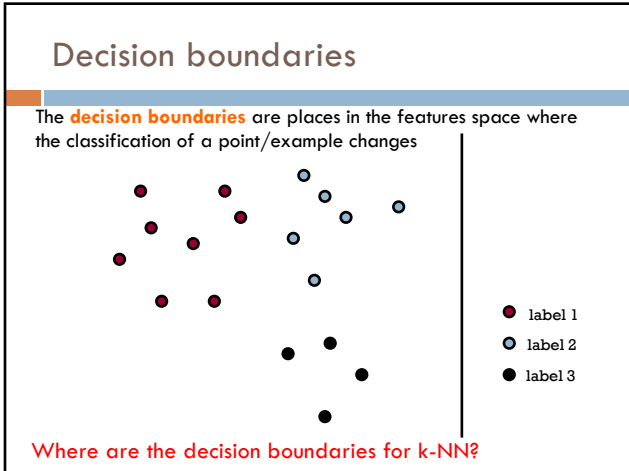 Decision boundaries
The decision boundaries are places in the features space where
the classification of a point/example changes
label 1
label 2
label 3
Where are the decision boundaries for k-NN?